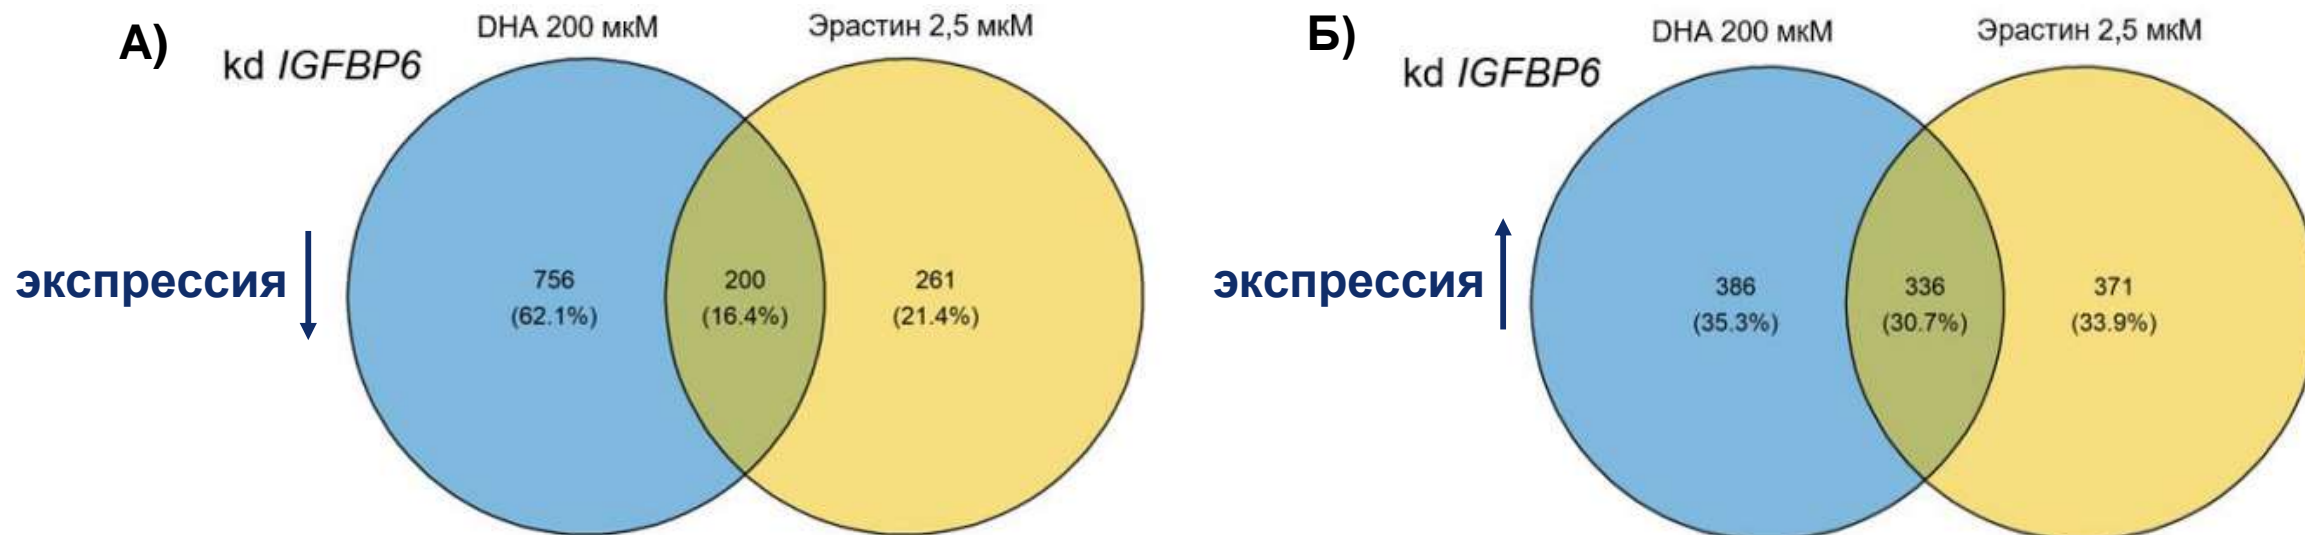 А)
kd IGFBP6
DHA 200 мкМ
Эрастин 2,5 мкМ
экспрессия
756
(62.1%)
200
(16.4%)
261
(21.4%)
Б)
kd IGFBP6
DHA 200 мкМ
Эрастин 2,5 мкМ
экспрессия
386
(35.3%)
336
(30.7%)
371
(33.9%)